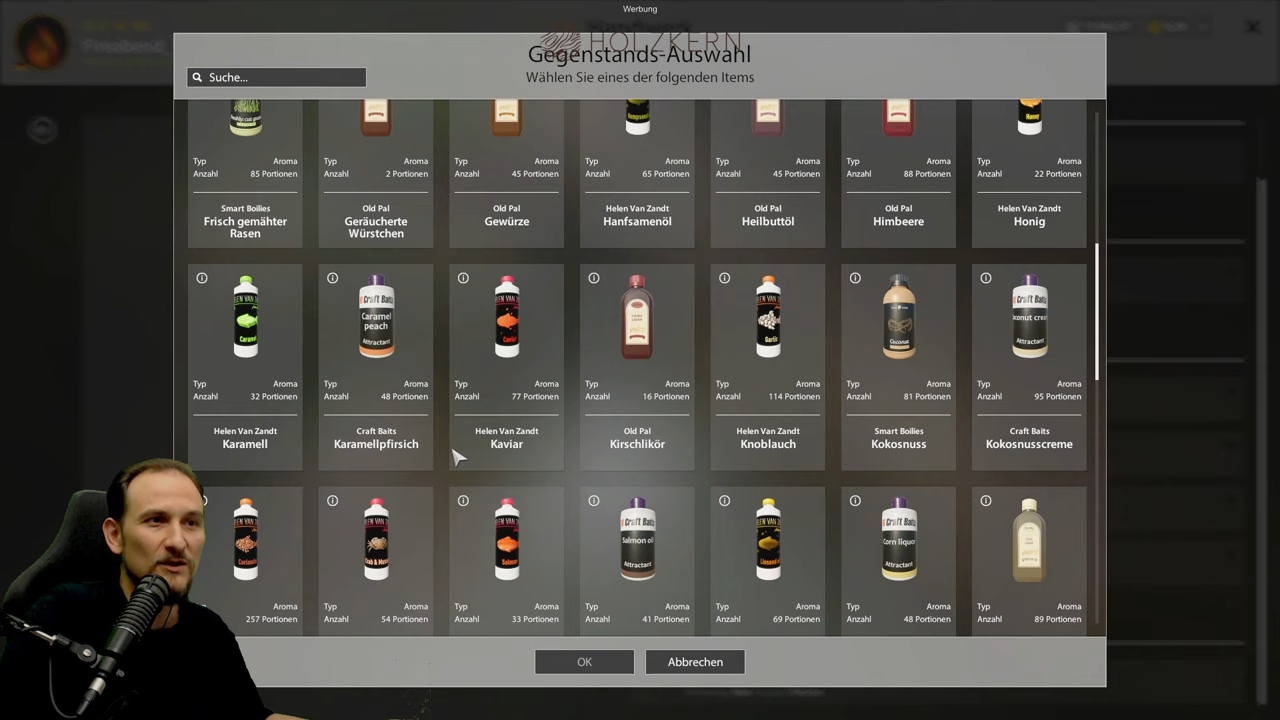 Werbung
HOLZKERN
Gegenstands-Auswahl
Wählen Sie eines der folgenden Items
Suche...
Typ Aroma
Anzahl 85 Portionen
Smart Boilies
Frisch gemähter
Rasen
Typ Aroma
Anzahl 2 Portionen
Old Pal
Geräucherte
Würstchen
Typ Aroma
Anzahl 45 Portionen
Old Pal
Gewürze
Typ Aroma
Anzahl 65 Portionen
Helen Van Zandt
Hanfsamenöl
Typ Aroma
Anzahl 45 Portionen
Old Pal
Heilbuttöl
Typ Aroma
Anzahl 88 Portionen
Old Pal
Himbeere
Honey
Typ Aroma
Anzahl 22 Portionen
Helen Van Zandt
Honig
Typ Aroma
Anzahl 32 Portionen
Helen Van Zandt
Karamell
Craft Baits
Caramel
peach
Attractant
Typ Aroma
Anzahl 48 Portionen
Craft Baits
Karamellpfirsich
Caviar
Typ Aroma
Anzahl 77 Portionen
Helen Van Zandt
Kaviar
Typ Aroma
Anzahl 16 Portionen
Old Pal
Kirschlikör
Garlic
Typ Aroma
Anzahl 114 Portionen
Helen Van Zandt
Knoblauch
Coconut
Typ Aroma
Anzahl 81 Portionen
Smart Boilies
Kokosnuss
Craft Baits
oconut crea
Attractant
Typ Aroma
Anzahl 95 Portionen
Craft Baits
Kokosnusscreme
Aroma
257 Portionen
Typ Aroma
Anzahl 54 Portionen
Salmon
Typ Aroma
Anzahl 33 Portionen
Craft Baits
Salmon oil
Attractant
Typ Aroma
Anzahl 41 Portionen
Typ Aroma
Anzahl 69 Portionen
Craft Baits
Corn liquor
Attractant
Typ Aroma
Anzahl 48 Portionen
Typ Aroma
Anzahl 89 Portionen
OK
Abbrechen